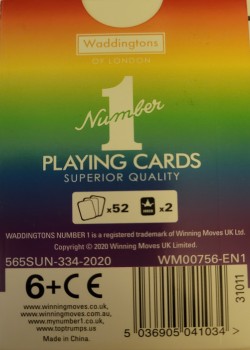 Waddingtons
OF LONDON
Number
1
PLAYING CARDS
SUPERIOR QUALITY
x52
x2
WADDINGTONS NUMBER 1 is a registered trademark of Winning Moves UK Ltd.
Copyright © 2020 Winning Moves UK Limited.
565SUN-334-2020
WM00756-EN1
6+ CE
www.winningmoves.co.uk
www.winningmoves.com.au
www.mynumber1.co.uk
www.toptrumps.us
Made in China.
31011
5 036905 041034 >